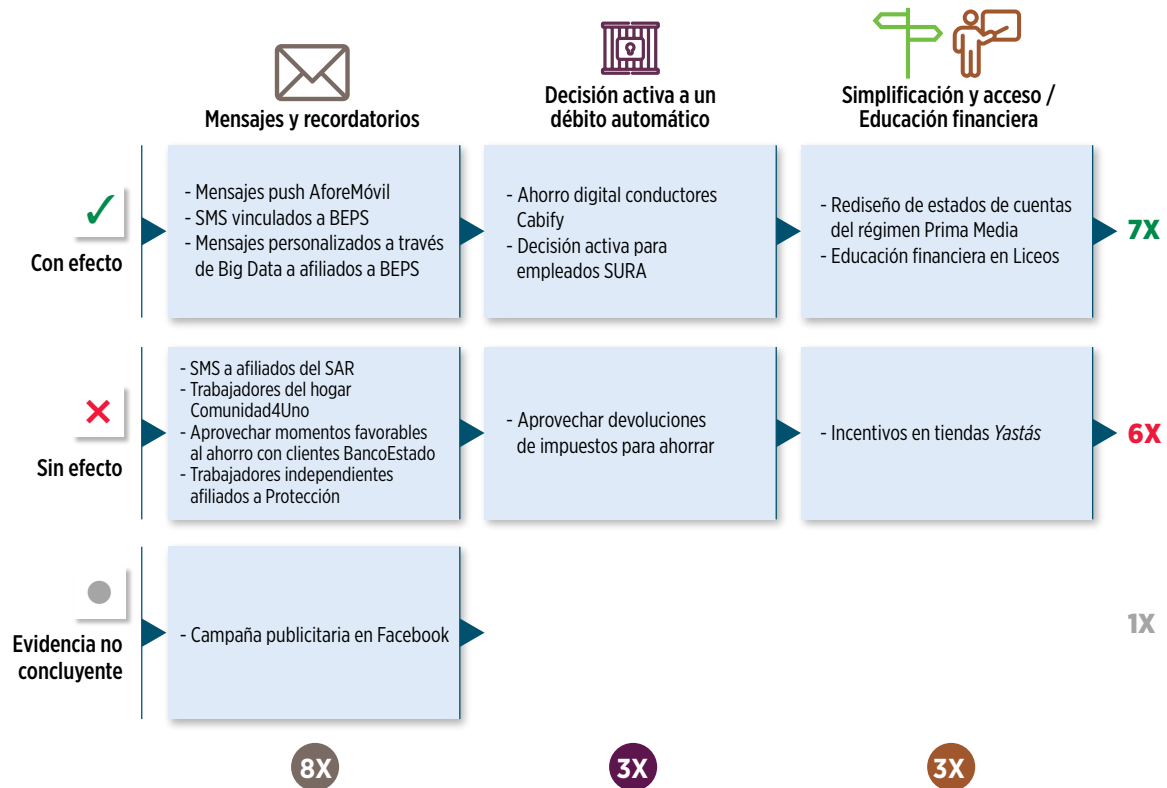 Mensajes y recordatorios
Decisión activa a un
débito automático
Simplificación y acceso /
Educación financiera
Con efecto
- Mensajes push AforeMóvil
- SMS vinculados a BEPS
- Mensajes personalizados a través
de Big Data a afiliados a BEPS
- Ahorro digital conductores
Cabify
- Decisión activa para
empleados SURA
- Rediseño de estados de cuentas
del régimen Prima Media
- Educación financiera en Liceos
7X
Sin efecto
- SMS a afiliados del SAR
- Trabajadores del hogar
Comunidad4Uno
- Aprovechar momentos favorables
al ahorro con clientes BancoEstado
- Trabajadores independientes
afiliados a Protección
- Aprovechar devoluciones
de impuestos para ahorrar
- Incentivos en tiendas Yastás
6X
Evidencia no
concluyente
- Campaña publicitaria en Facebook
1X
8X
3X
3X